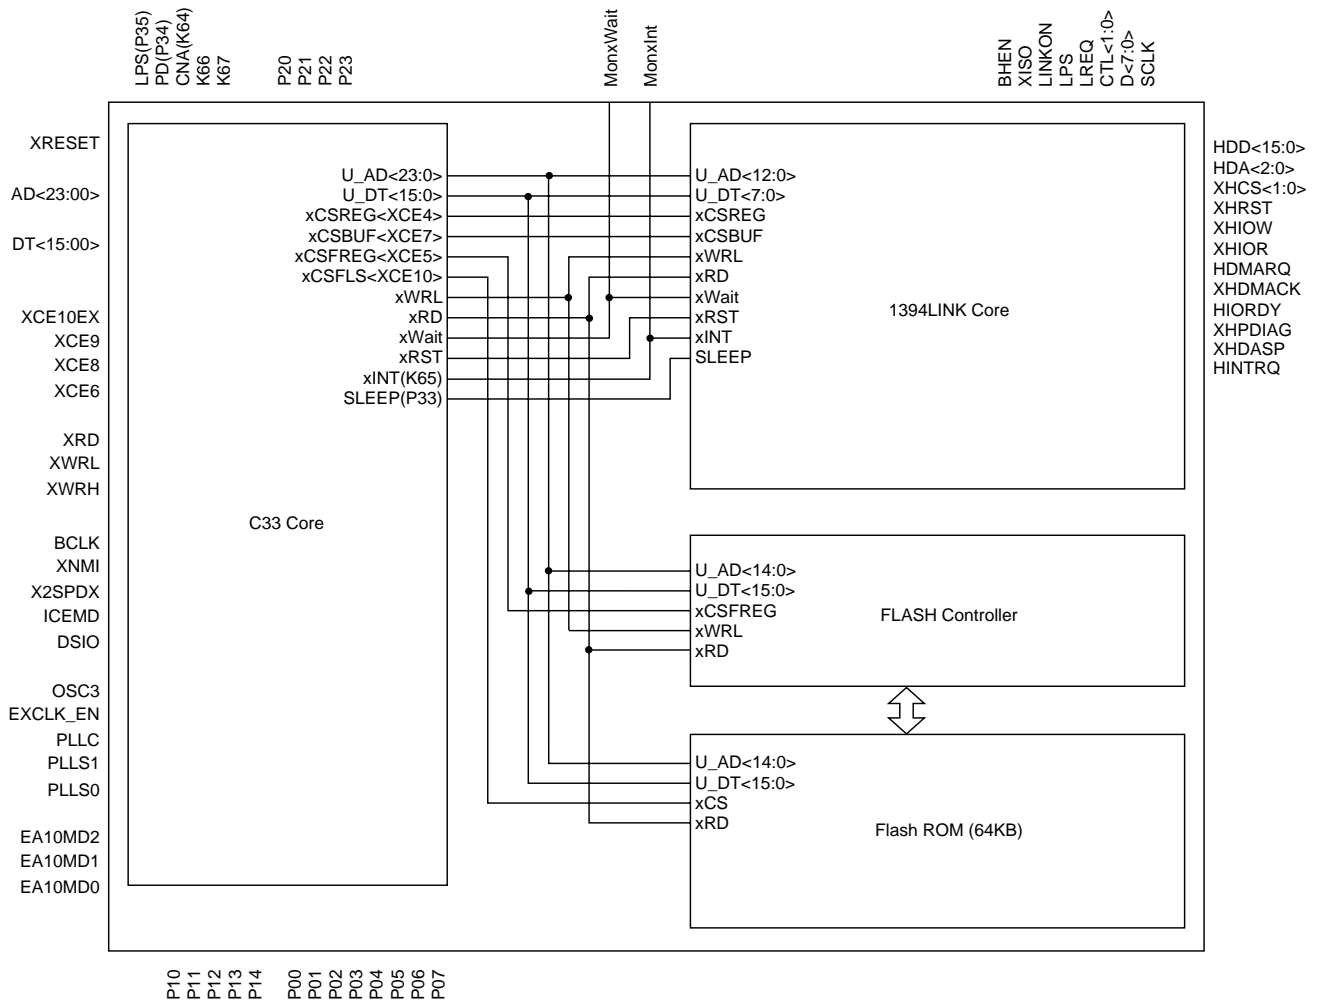 LPS(P35)
PD(P34)
CNA(K64)
K66
K67
P20
P21
P22
P23
MonxWait
MonxInt
BHEN
XISO
LINKON
LPS
LREQ
CTL<1:0>
D<7:0>
SCLK
XRESET
AD<23:00>
DT<15:00>
XCE10EX
XCE9
XCE8
XCE6
XRD
XWRL
XWRH
BCLK
XNMI
X2SPDX
ICEMD
DSIO
OSC3
EXCLK_EN
PLLC
PLLS1
PLLS0
EA10MD2
EA10MD1
EA10MD0
U_AD<23:0>
U_DT<15:0>
xCSREG<XCE4>
xCSBUF<XCE7>
xCSFREG<XCE5>
xCSFLS<XCE10>
xWRL
xRD
xWait
xRST
xINT(K65)
SLEEP(P33)
C33 Core
U_AD<12:0>
U_DT<7:0>
xCSREG
xCSBUF
xWRL
xRD
xWait
xRST
xINT
SLEEP
1394LINK Core
U_AD<14:0>
U_DT<15:0>
xCSFREG
xWRL
xRD
FLASH Controller
U_AD<14:0>
U_DT<15:0>
xCS
xRD
Flash ROM (64KB)
HDD<15:0>
HDA<2:0>
XHCS<1:0>
XHRST
XHIOW
XHIOR
HDMARQ
XHDMACK
HIORDY
XHPDIAG
XHDASP
HINTRQ
P10
P11
P12
P13
P14
P00
P01
P02
P03
P04
P05
P06
P07